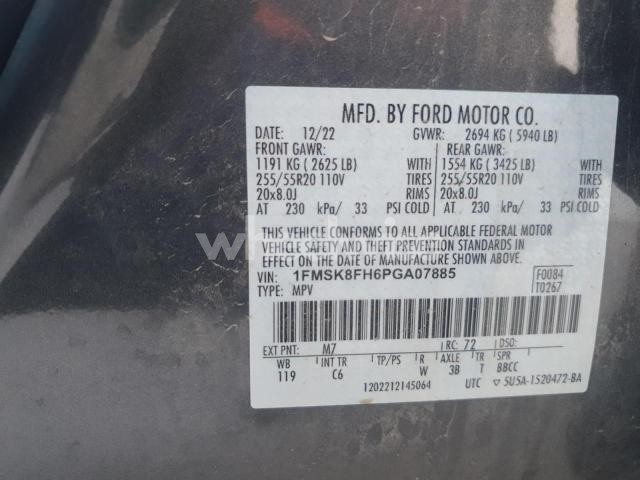 MFD. BY FORD MOTOR CO.
DATE: 12/22 GVWR: 2694 KG ( 5940 LB)
FRONT GAWR: REAR GAWR:
1191 KG ( 2625 LB) WITH 1554 KG ( 3425 LB) WITH
255/55R20 110V TIRES 255/55R20 110V TIRES
20x8.0J RIMS 20x8.0J RIMS
AT 230 kPa/ 33 PSI COLD AT 230 kPa/ 33 PSI COLD
THIS VEHICLE CONFORMS TO ALL APPLICABLE FEDERAL MOTOR
VEHICLE SAFETY AND THEFT PREVENTION STANDARDS IN
EFFECT ON THE DATE OF MANUFACTURE SHOWN ABOVE.
VIN: 1FMSK8FH6PGA07885 F0084
TYPE: MPV T0267
EXT PNT: M7 RC: 72 DSO:
WB INT TR TP/PS R AXLE TR SPR
119 C6 W 3B T BBCC
1202212145064 UTC ▽ 5U5A-1520472-BA